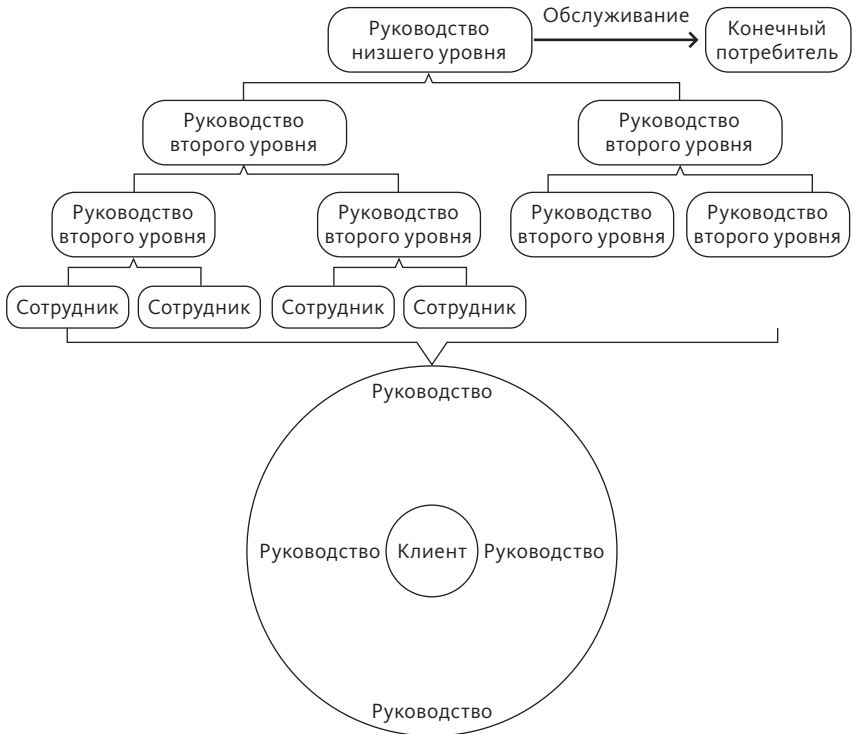 Руководство
низшего уровня
Обслуживание
Конечный
потребитель
Руководство
второго уровня
Руководство
второго уровня
Руководство
второго уровня
Руководство
второго уровня
Руководство
второго уровня
Руководство
второго уровня
Сотрудник
Сотрудник
Сотрудник
Сотрудник
Руководство
Руководство
Клиент
Руководство
Руководство